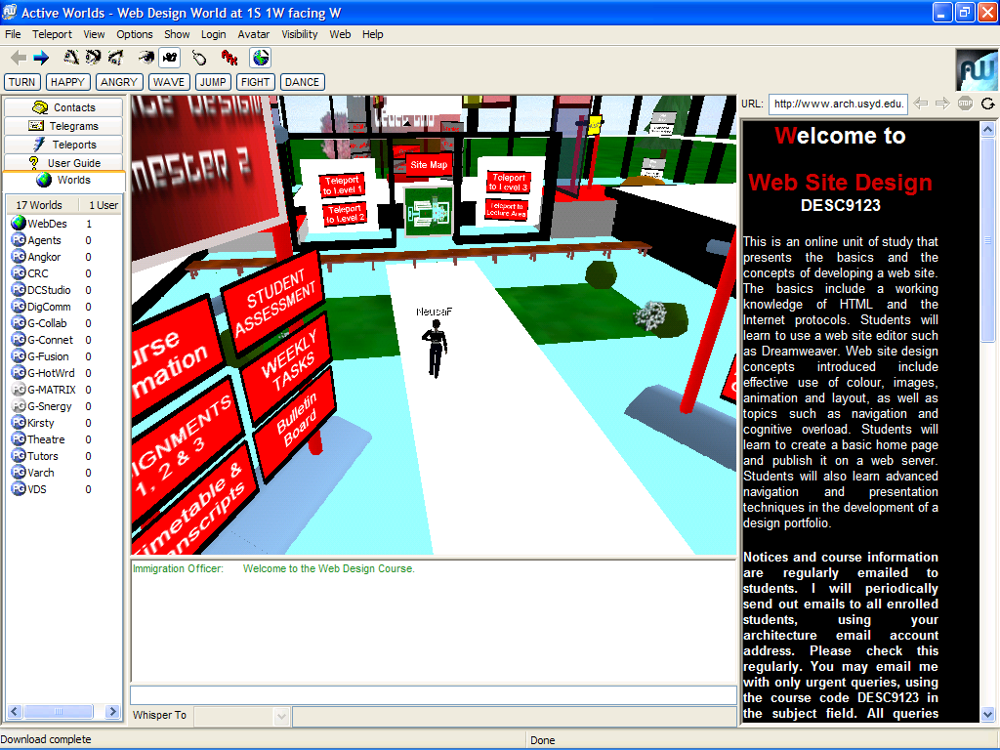 Active Worlds - Web Design World at 1S 1W facing W
File Teleport View Options Show Login Avatar Visibility Web Help
TURN HAPPY ANGRY WAVE JUMP FIGHT DANCE
Contacts
Telegrams
Teleports
User Guide
Worlds
17 Worlds 1 User
WebDes 1
Agents 0
Angkor 0
CRC 0
DCStudio 0
DigComm 0
G-Collab 0
G-Connet 0
G-Fusion 0
G-HotWrd 0
G-MATRIX 0
G-Snergy 0
Kirsty 0
Theatre 0
Tutors 0
Varch 0
VDS 0
mester 2
Teleport
to Level 1
Teleport
to Level 2
Site Map
Teleport
to Level 3
Teleport to
Lecture Area
STUDENT
ASSESSMENT
urse
mation
WEEKLY
TASKS
IGNMENTS
1, 2 & 3
Bulletin
Board
imetable &
anscripts
NeusaF
Immigration Officer: Welcome to the Web Design Course.
Whisper To
Download complete
Done
URL: http://www.arch.usyd.edu.
STOP
Welcome to
Web Site Design
DESC9123
This is an online unit of study that
presents the basics and the
concepts of developing a web site.
The basics include a working
knowledge of HTML and the
Internet protocols. Students will
learn to use a web site editor such
as Dreamweaver. Web site design
concepts introduced include
effective use of colour, images,
animation and layout, as well as
topics such as navigation and
cognitive overload. Students will
learn to create a basic home page
and publish it on a web server.
Students will also learn advanced
navigation and presentation
techniques in the development of a
design portfolio.
Notices and course information
are regularly emailed to
students. I will periodically
send out emails to all enrolled
students, using your
architecture email account
address. Please check this
regularly. You may email me
with only urgent queries, using
the course code DESC9123 in
the subject field. All queries